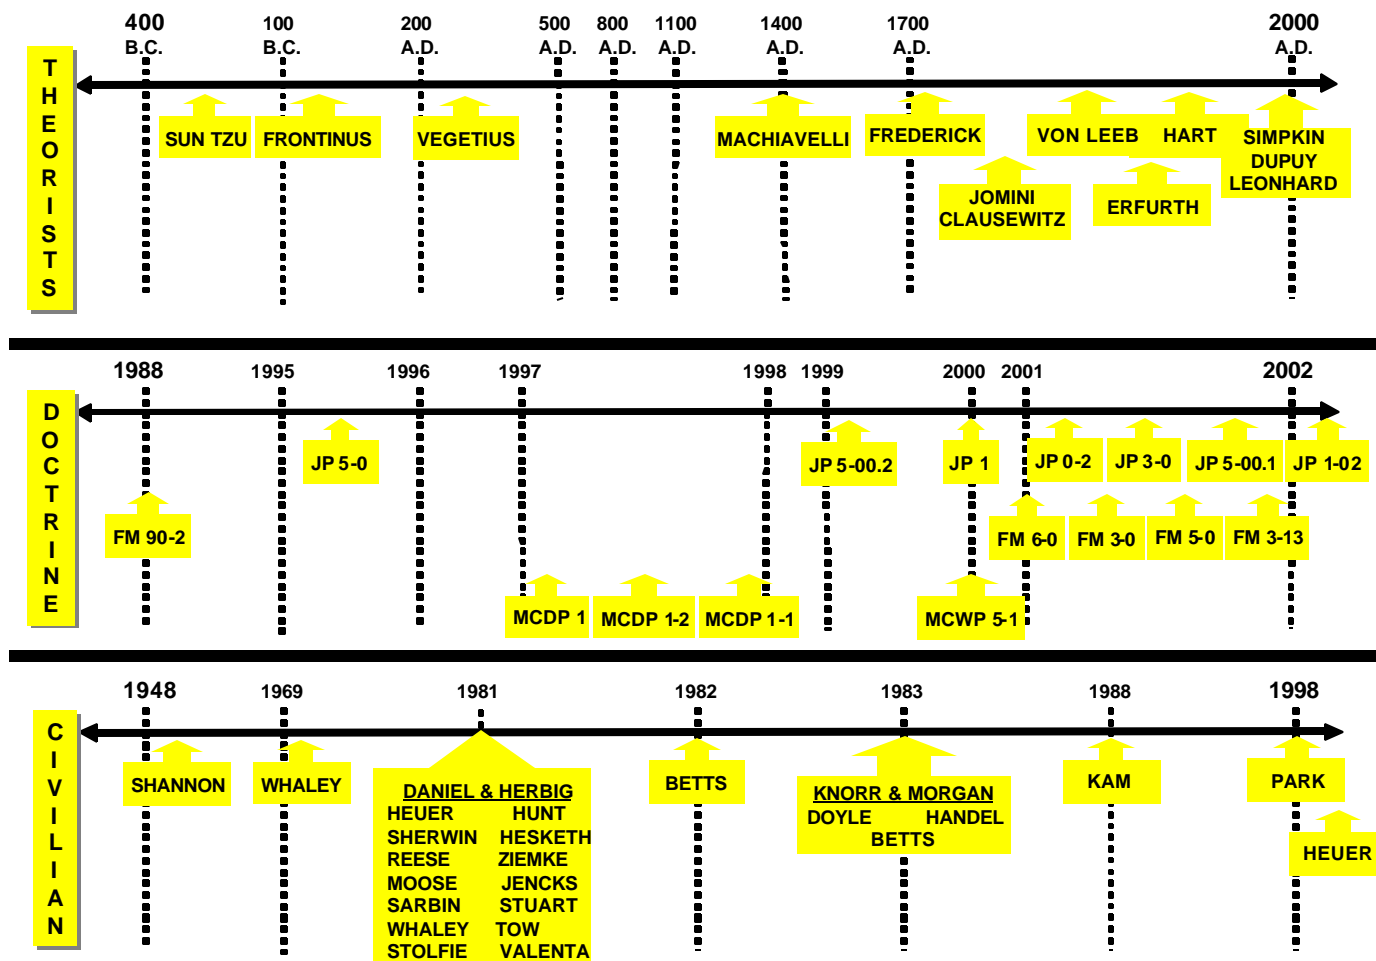 400 100 200 500 800 1100 1400 1700 2000
B.C. B.C. A.D. A.D. A.D. A.D. A.D. A.D. A.D.
THEORISTS
SUN TZU FRONTINUS VEGETIUS MACHIAVELLI FREDERICK VON LEEB HART SIMPKIN
DUPUY
LEONHARD
JOMINI
CLAUSEWITZ
ERFURTH
1988 1995 1996 1997 1998 1999 2000 2001 2002
DOCTRINE
JP 5-0 JP 5-00.2 JP 1 JP 0-2 JP 3-0 JP 5-00.1 JP 1-02
FM 90-2 FM 6-0 FM 3-0 FM 5-0 FM 3-13
MCDP 1 MCDP 1-2 MCDP 1-1 MCWP 5-1
1948 1969 1981 1982 1983 1988 1998
CIVILIAN
SHANNON WHALEY BETTS KAM PARK
DANIEL & HERBIG
HEUER HUNT
SHERWIN HESKETH
REESE ZIEMKE
MOOSE JENCKS
SARBIN STUART
WHALEY TOW
STOLFIE VALENTA
KNORR & MORGAN
DOYLE HANDEL
BETTS
HEUER